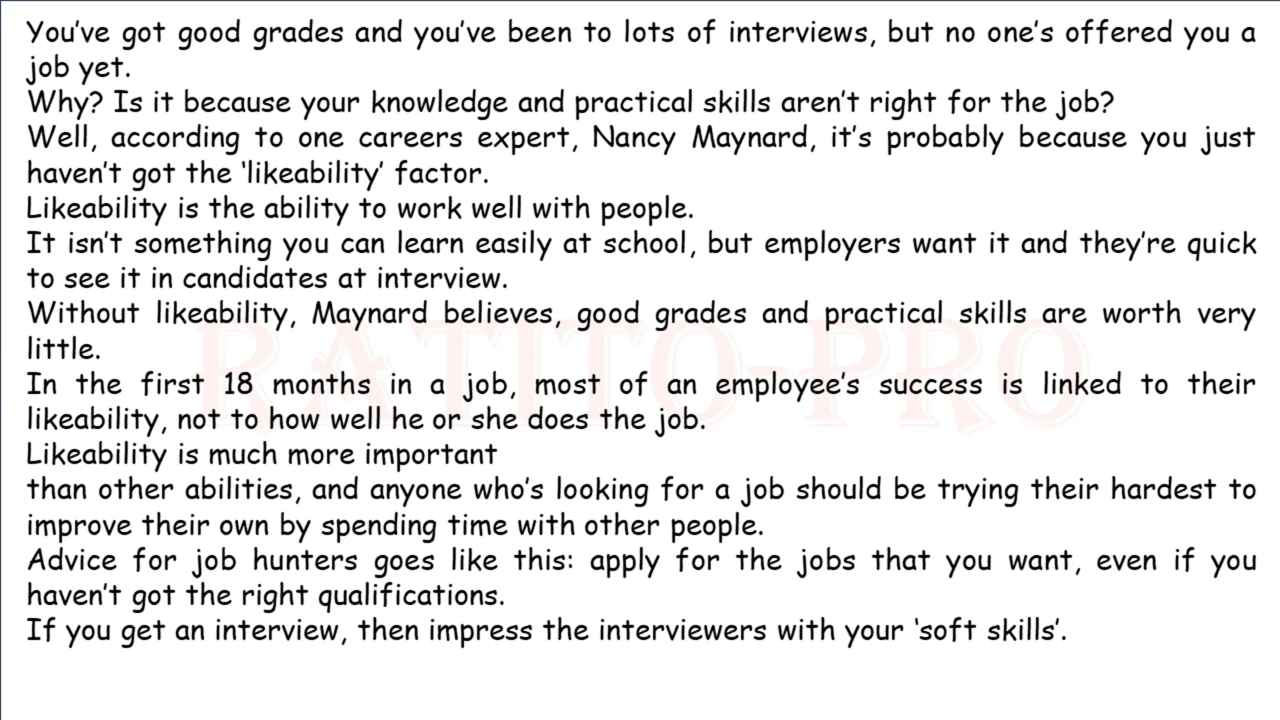 You've got good grades and you've been to lots of interviews, but no one's offered you a
job yet.
Why? Is it because your knowledge and practical skills aren't right for the job?
Well, according to one careers expert, Nancy Maynard, it's probably because you just
haven't got the 'likeability' factor.
Likeability is the ability to work well with people.
It isn't something you can learn easily at school, but employers want it and they're quick
to see it in candidates at interview.
Without likeability, Maynard believes, good grades and practical skills are worth very
little.
RATITO-PRO
In the first 18 months in a job, most of an employee's success is linked to their
likeability, not to how well he or she does the job.
Likeability is much more important
than other abilities, and anyone who's looking for a job should be trying their hardest to
improve their own by spending time with other people.
Advice for job hunters goes like this: apply for the jobs that you want, even if you
haven't got the right qualifications.
If you get an interview, then impress the interviewers with your 'soft skills'.